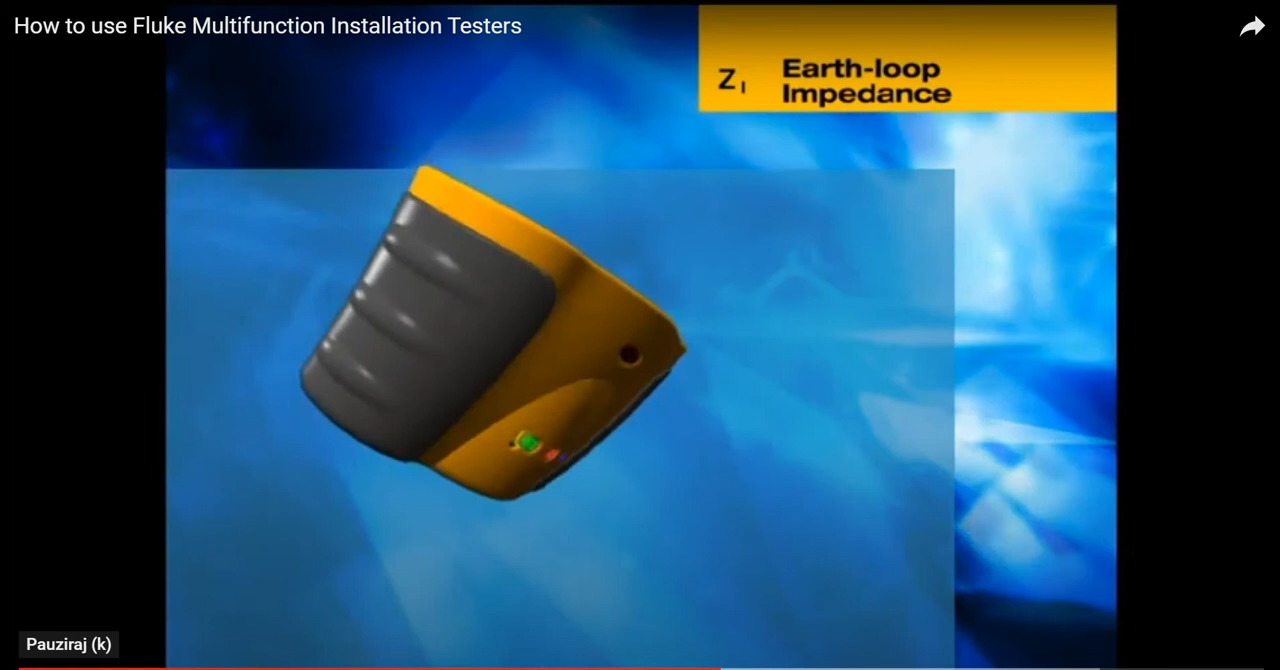 How to use Fluke Multifunction Installation Testers
Z I
Earth-loop
Impedance
Pauziraj (k)